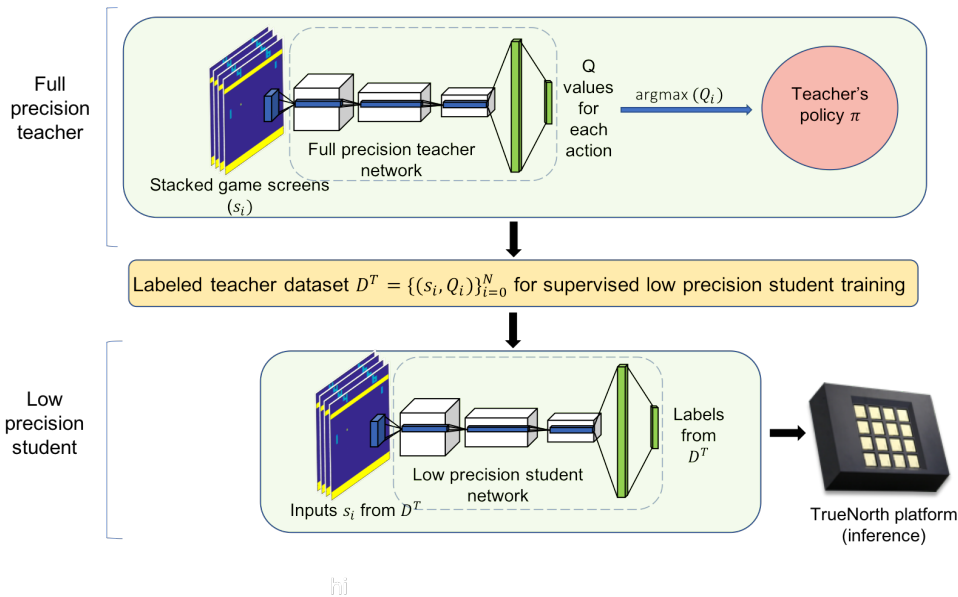 Full
precision
teacher
Stacked game screens
(s_i)
Full precision teacher
network
Q
values
for
each
action
argmax (Q_i)
Teacher's
policy π
Labeled teacher dataset D^T = {(s_i, Q_i)}_{i=0}^N for supervised low precision student training
Low
precision
student
Inputs s_i from D^T
Low precision student
network
Labels
from
D^T
TrueNorth platform
(inference)
hi